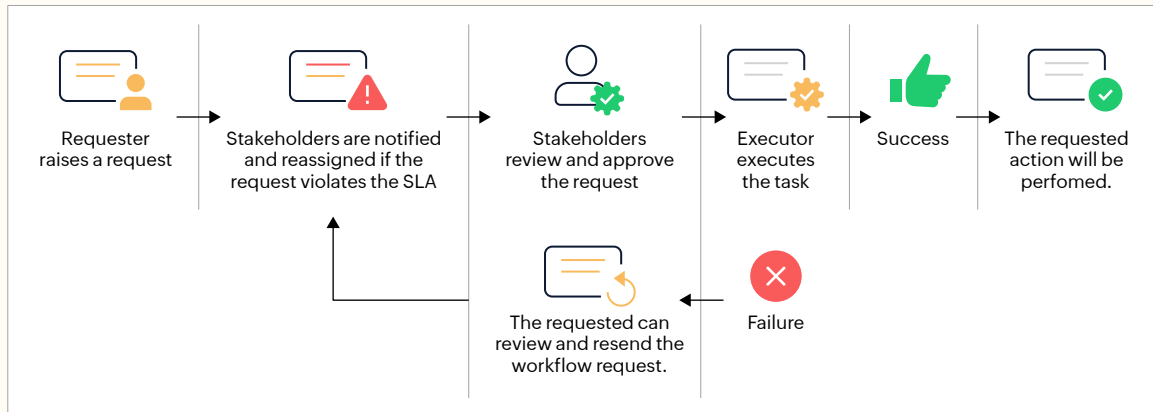 Requester
raises a request
Stakeholders are notified
and reassigned if the
request violates the SLA
Stakeholders
review and approve
the request
Executor
executes
the task
Success
The requested
action will be
perfomed.
The requested can
review and resend the
workflow request.
Failure